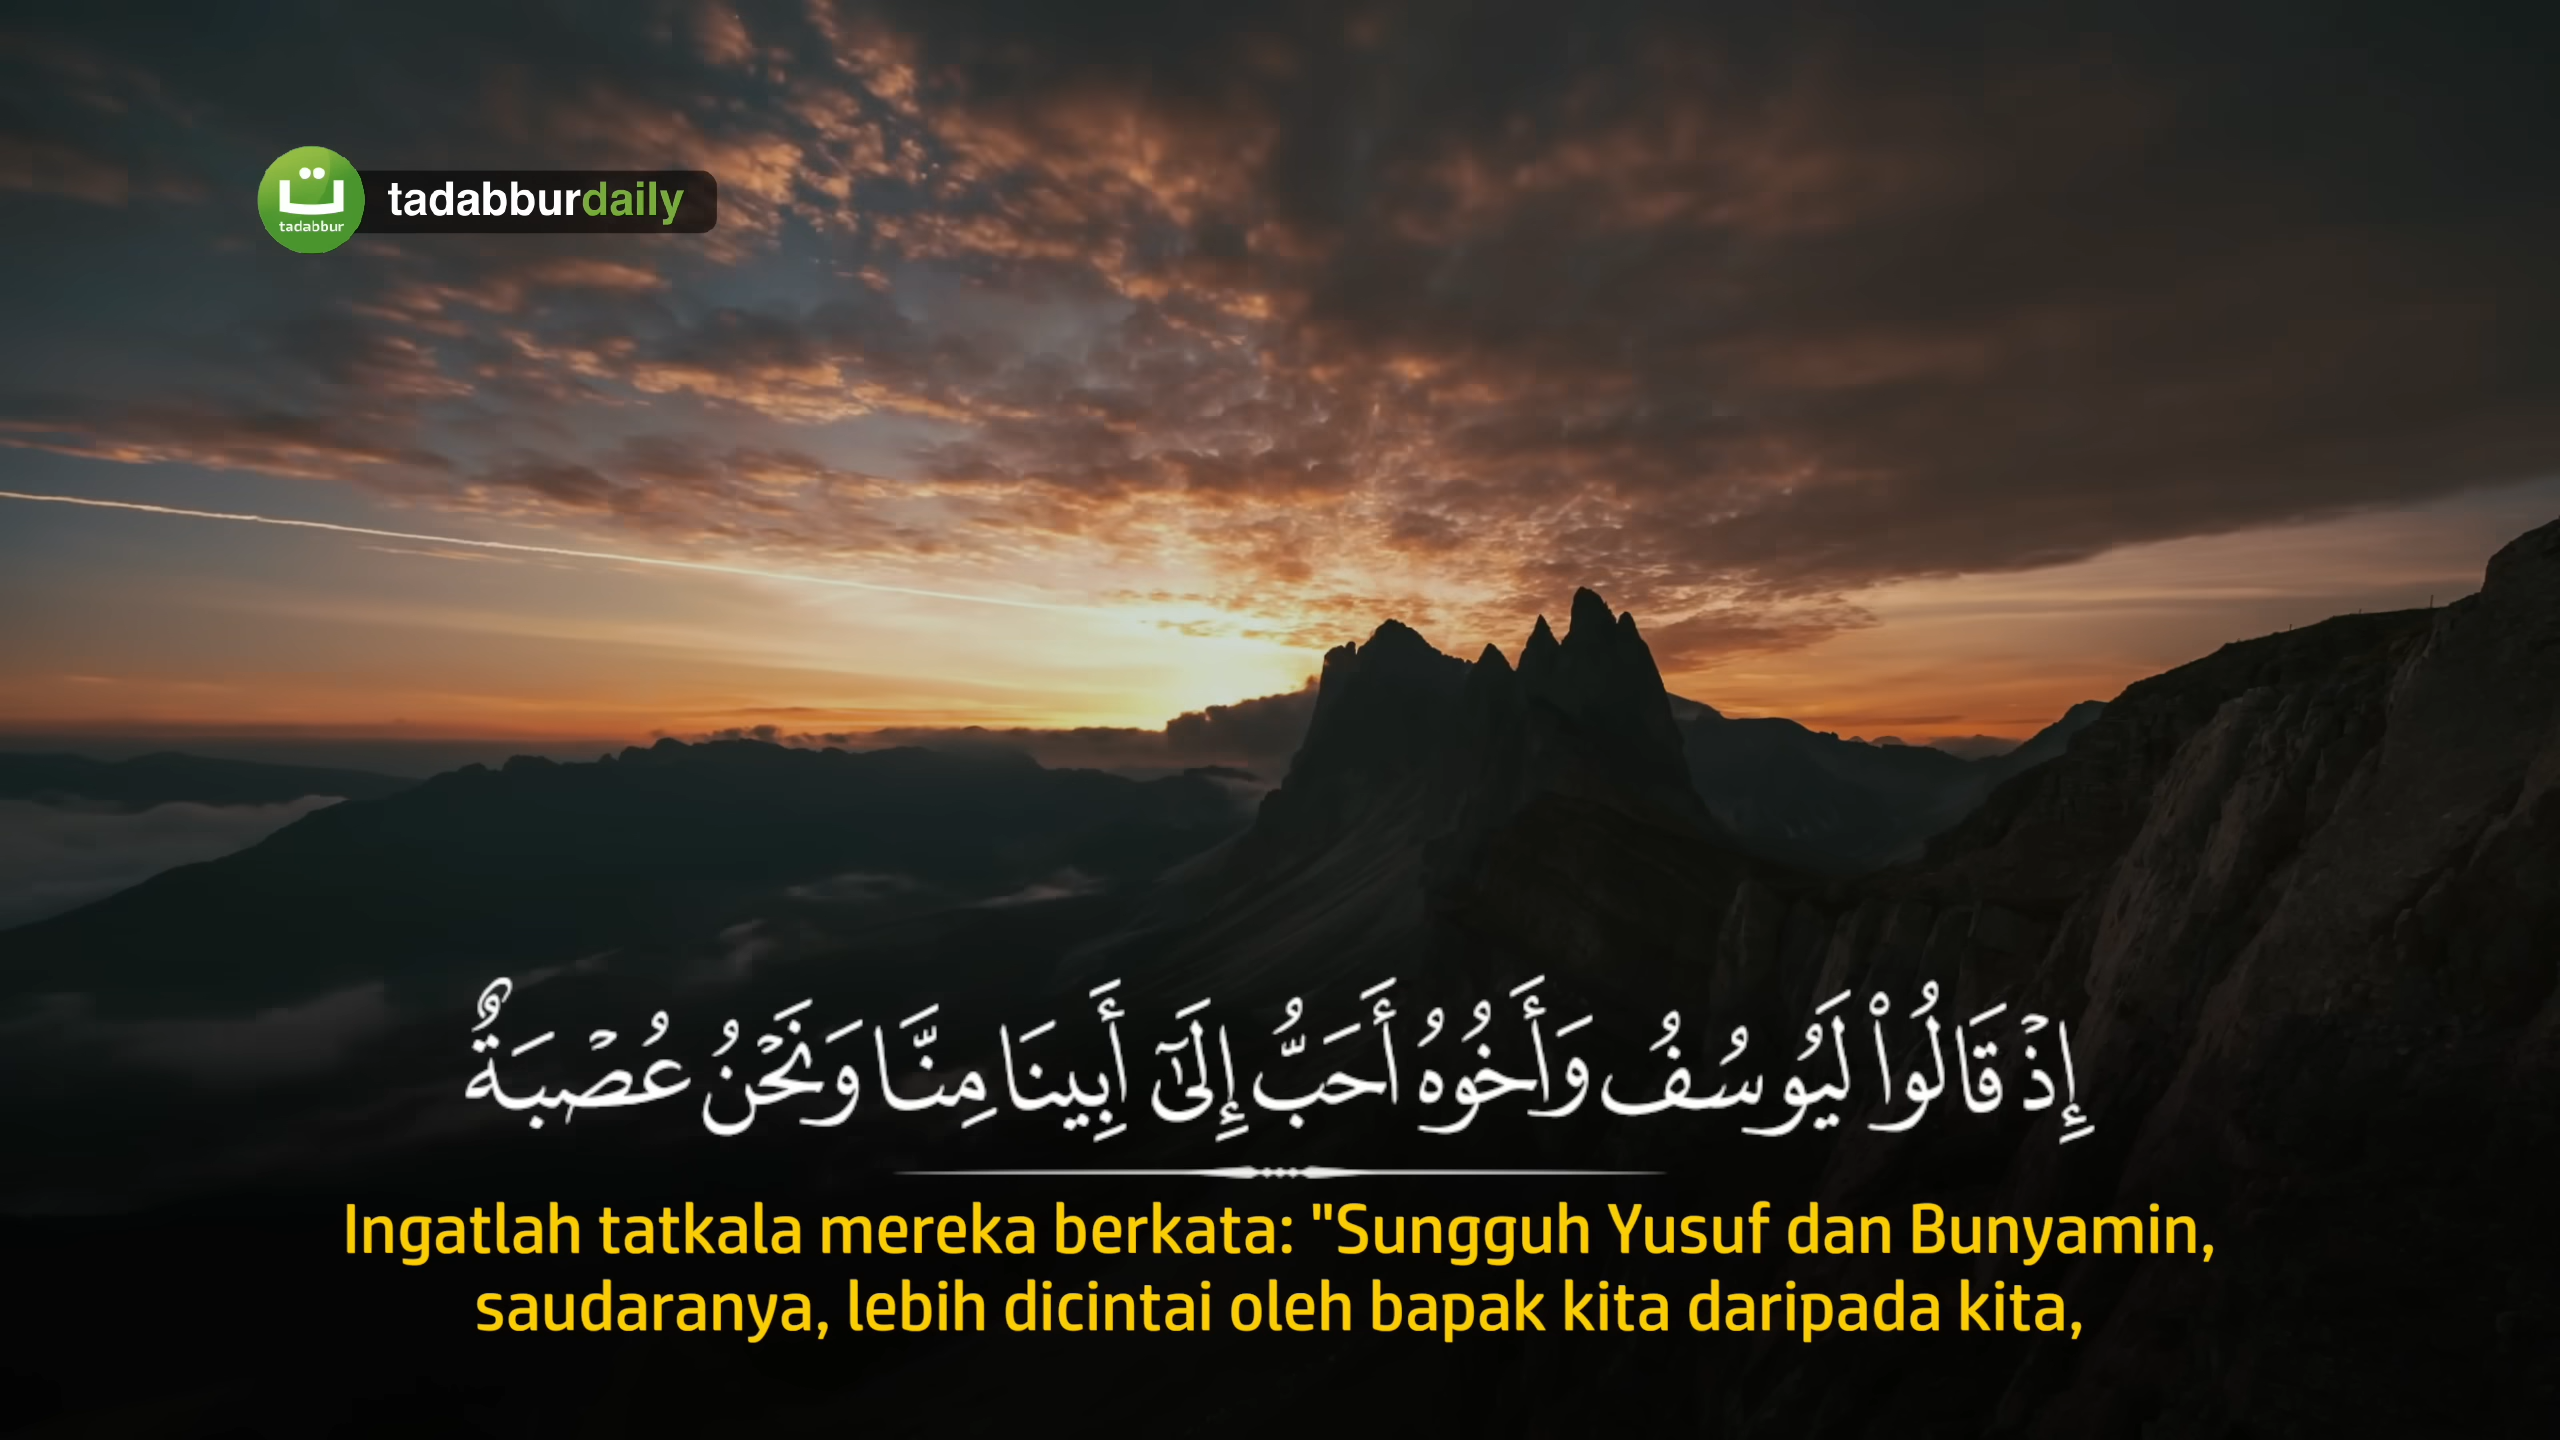 ت
tadabbur
tadabburdaily
إِذۡ قَالُواْ لَيُوسُفُ وَأَخُوهُ أَحَبُّ إِلَىٰٓ أَبِينَا مِنَّا وَنَحۡنُ عُصۡبَةٌ
Ingatlah tatkala mereka berkata: "Sungguh Yusuf dan Bunyamin,
saudaranya, lebih dicintai oleh bapak kita daripada kita,